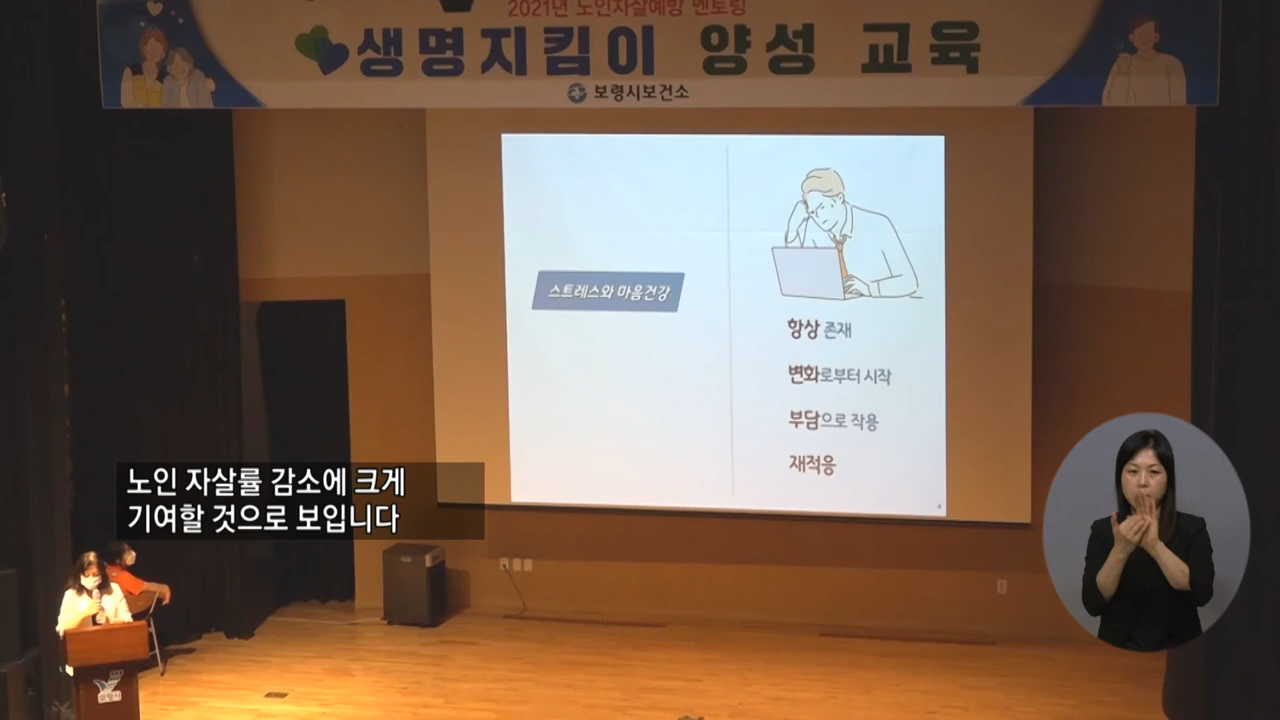 2021년 노인자살예방 멘토링
생명지킴이 양성 교육
보령시보건소
스트레스와 마음건강
항상 존재
변화로부터 시작
부담으로 작용
재적응
4
노인 자살률 감소에 크게
기여할 것으로 보입니다
보령시